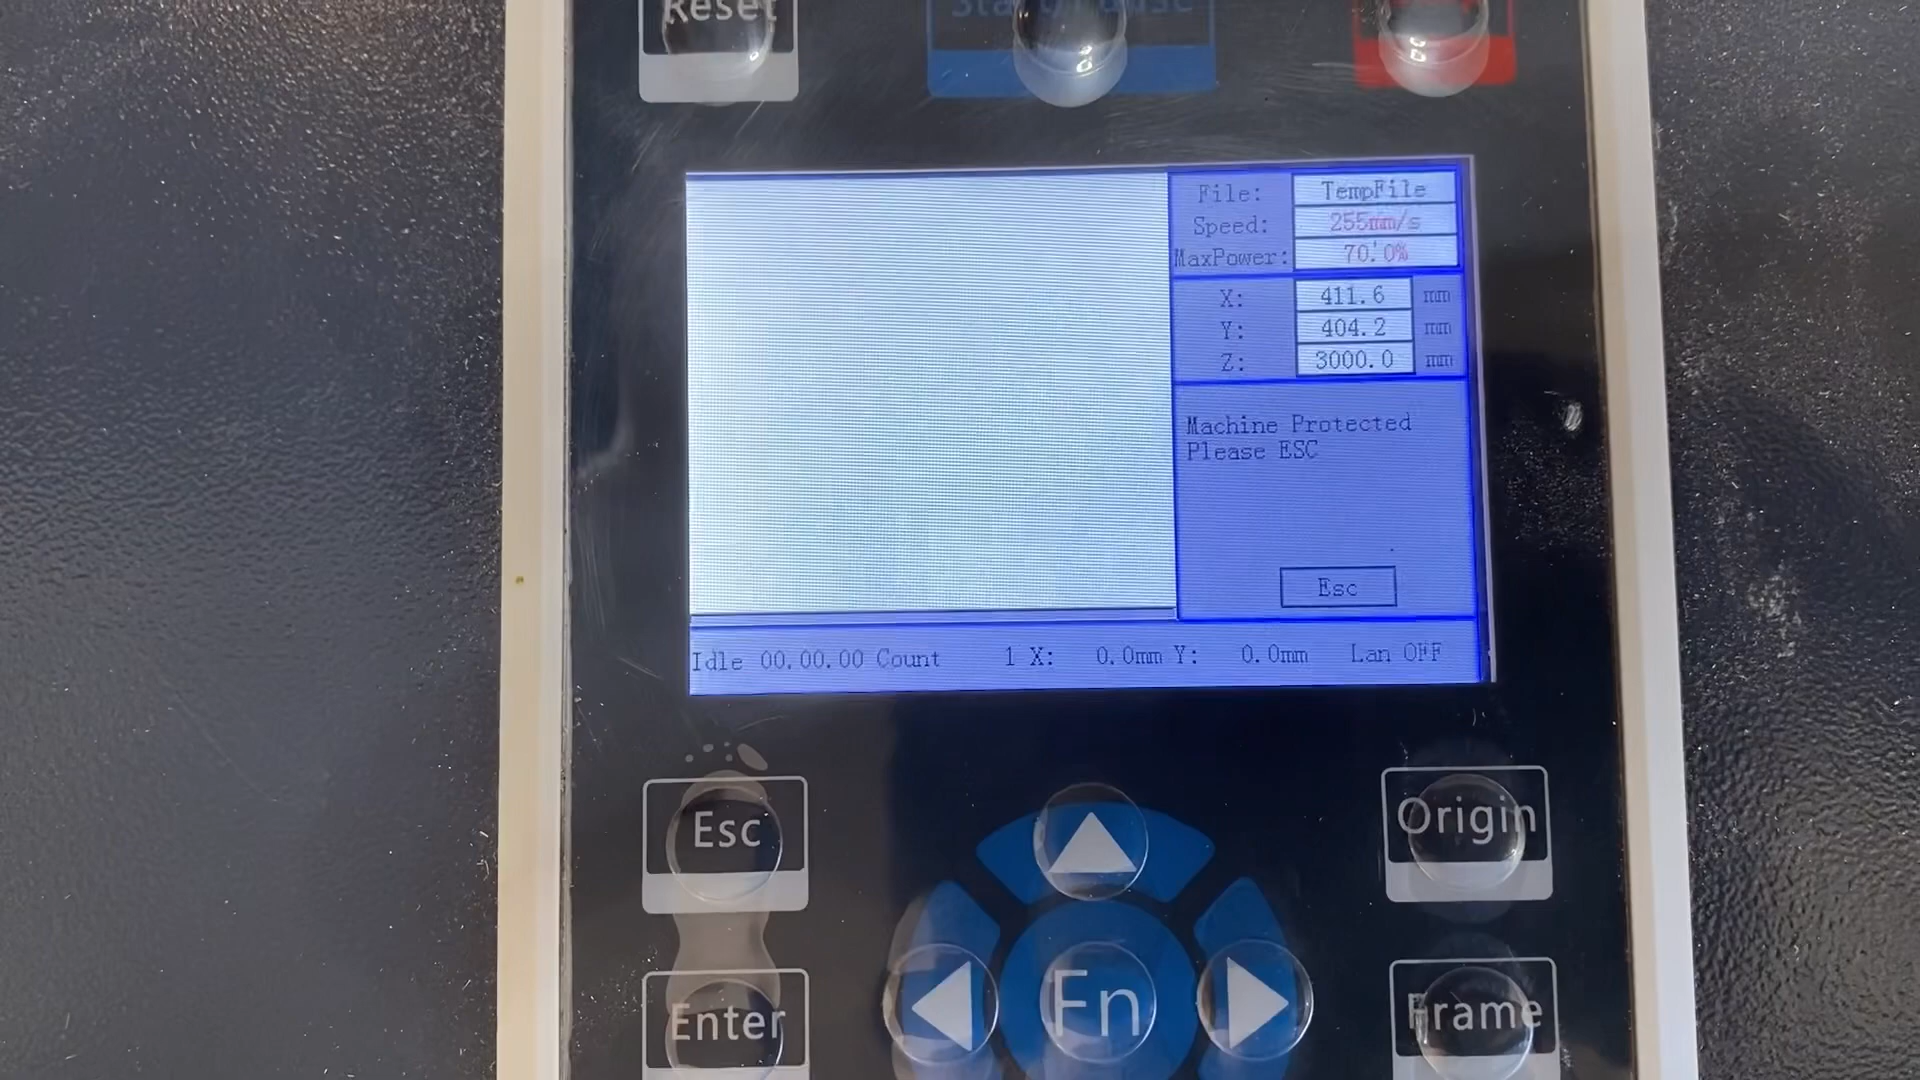 Reset
File: TempFile
Speed: 255mm/s
MaxPower: 70.0%
X: 411.6 mm
Y: 404.2 mm
Z: 3000.0 mm
Machine Protected
Please ESC
Esc
Idle 00.00.00 Count 1 X: 0.0mm Y: 0.0mm Lan OFF
Esc
Origin
Enter
Fn
Frame